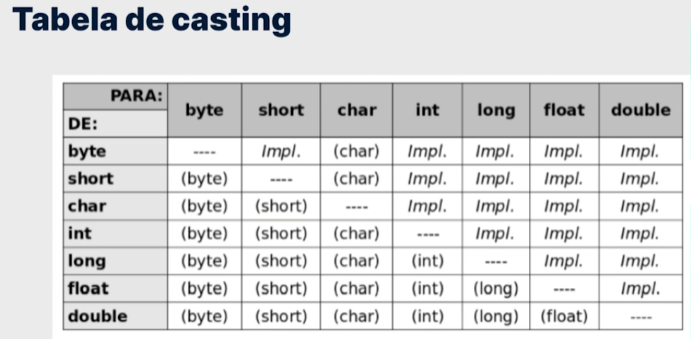 Tabela de casting
PARA: byte short char int long float double
DE:
byte ---- Impl. (char) Impl. Impl. Impl. Impl.
short (byte) ---- (char) Impl. Impl. Impl. Impl.
char (byte) (short) ---- Impl. Impl. Impl. Impl.
int (byte) (short) (char) ---- Impl. Impl. Impl.
long (byte) (short) (char) (int) ---- Impl. Impl.
float (byte) (short) (char) (int) (long) ---- Impl.
double (byte) (short) (char) (int) (long) (float) ----